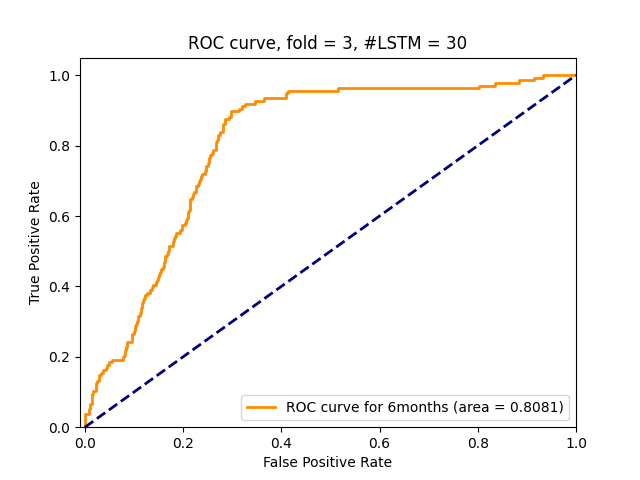 ROC curve, fold = 3, #LSTM = 30
1.0
0.8
0.6
0.4
0.2
0.0
True Positive Rate
ROC curve for 6months (area = 0.8081)
0.0 0.2 0.4 0.6 0.8 1.0
False Positive Rate